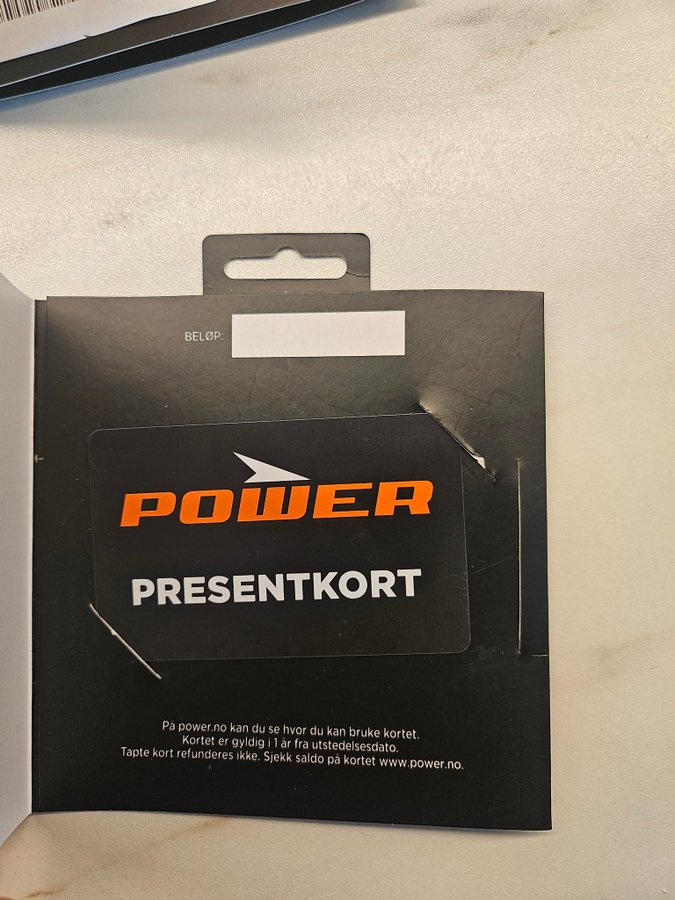 BELØP:
POWER
PRESENTKORT
På power.no kan du se hvor du kan bruke kortet.
Kortet er gyldig i 1 år fra utstedelsesdato.
Tapte kort refunderes ikke. Sjekk saldo på kortet www.power.no.